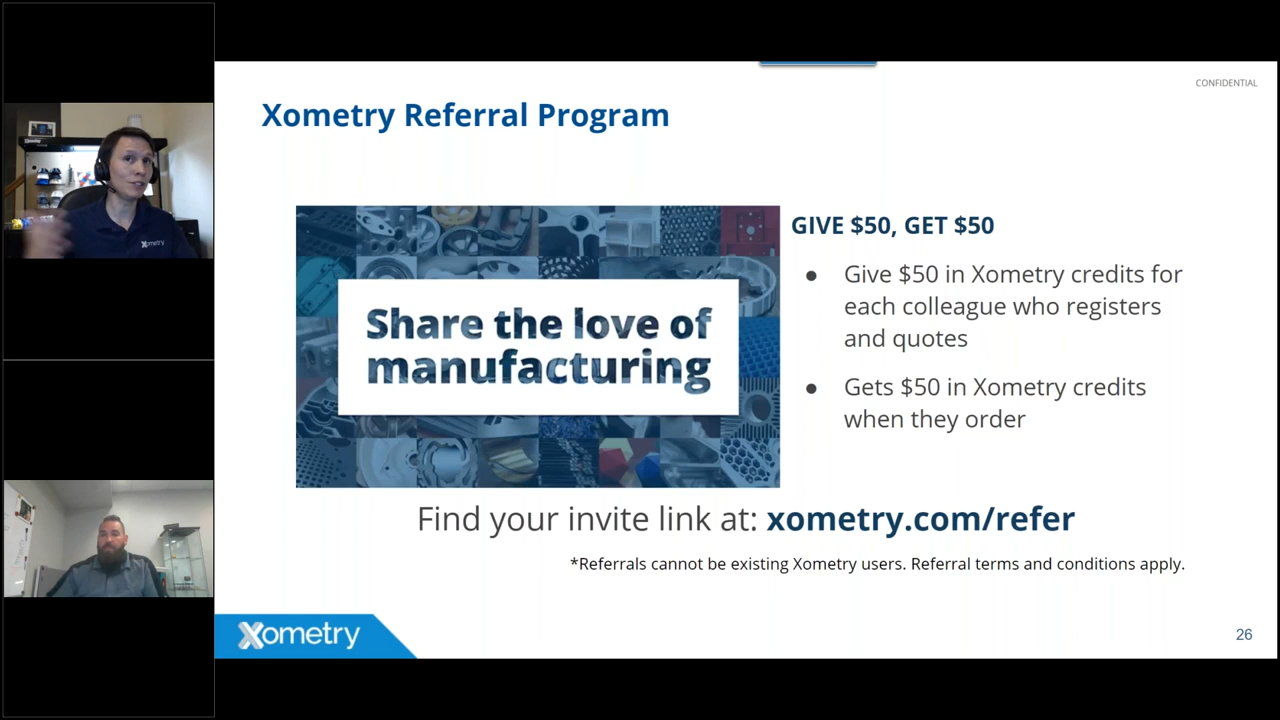 CONFIDENTIAL
Xometry Referral Program
Share the love of
manufacturing
GIVE $50, GET $50
● Give $50 in Xometry credits for
each colleague who registers
and quotes
● Gets $50 in Xometry credits
when they order
Find your invite link at: xometry.com/refer
*Referrals cannot be existing Xometry users. Referral terms and conditions apply.
Xometry
26
Xometry